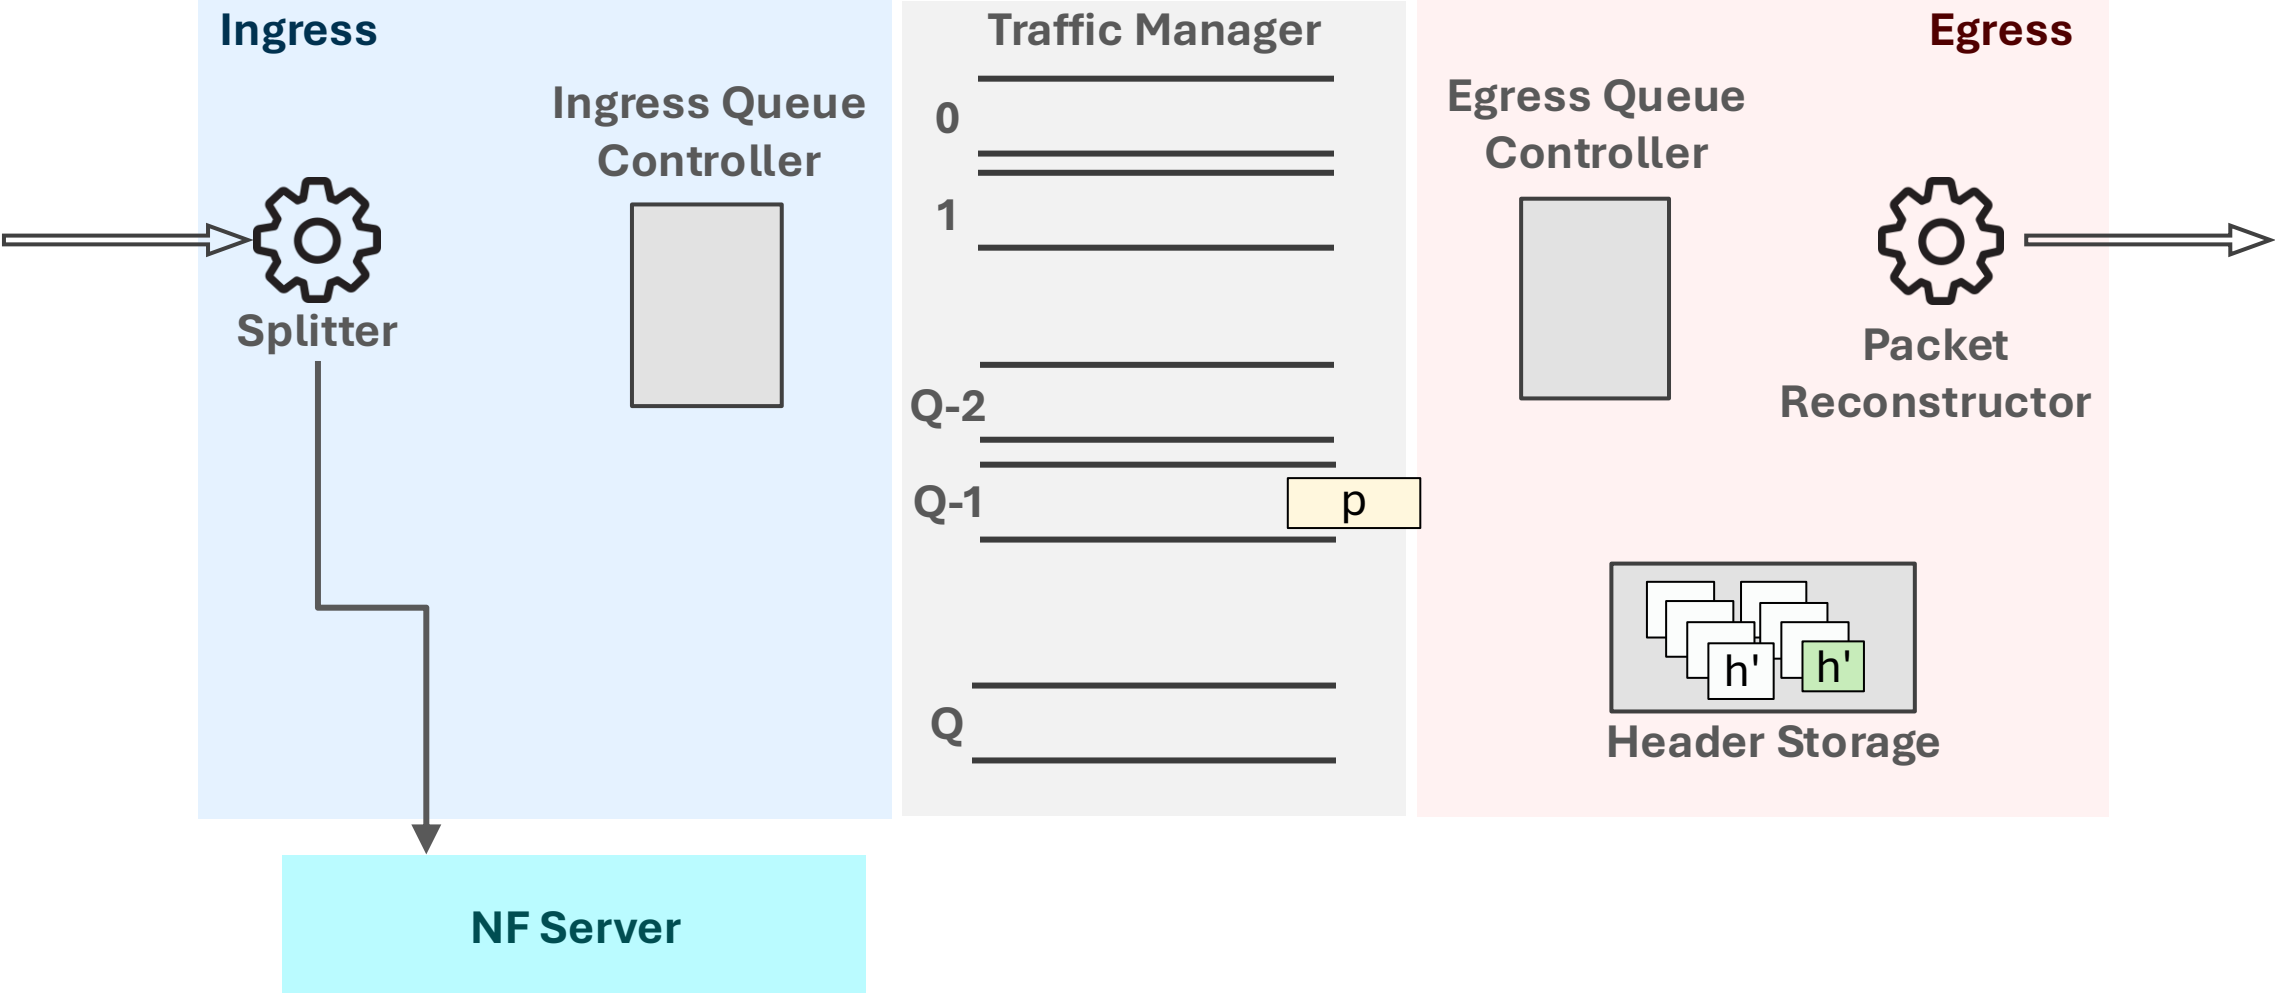 Ingress
Traffic Manager
Egress
Ingress Queue
Controller
Egress Queue
Controller
0
1
Splitter
Packet
Reconstructor
Q-2
Q-1
p
h'
h'
Q
Header Storage
NF Server